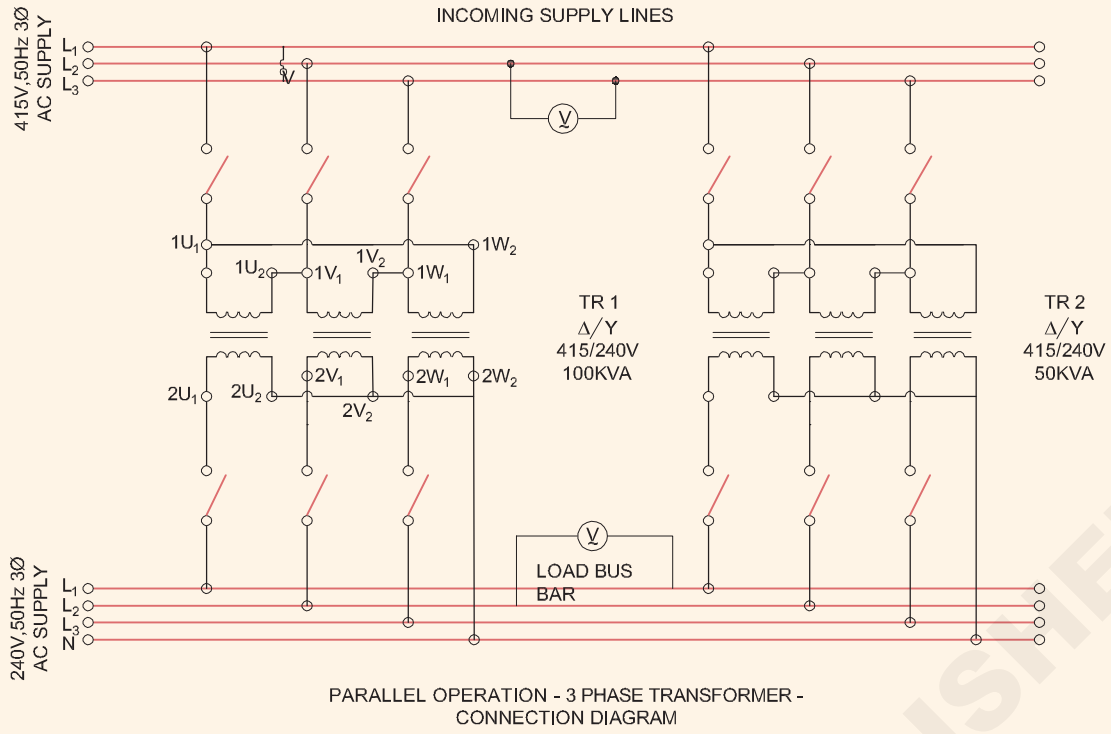 INCOMING SUPPLY LINES
415V,50Hz 3Ø
AC SUPPLY
L₁
L₂
L₃
V
V
1U₁
1W₂
1U₂
1V₁
1V₂
1W₁
TR 1
Δ/Y
415/240V
100KVA
TR 2
Δ/Y
415/240V
50KVA
2U₁
2U₂
2V₁
2V₂
2W₁
2W₂
V
LOAD BUS
BAR
240V,50Hz 3Ø
AC SUPPLY
L₁
L₂
L₃
N
PARALLEL OPERATION - 3 PHASE TRANSFORMER -
CONNECTION DIAGRAM